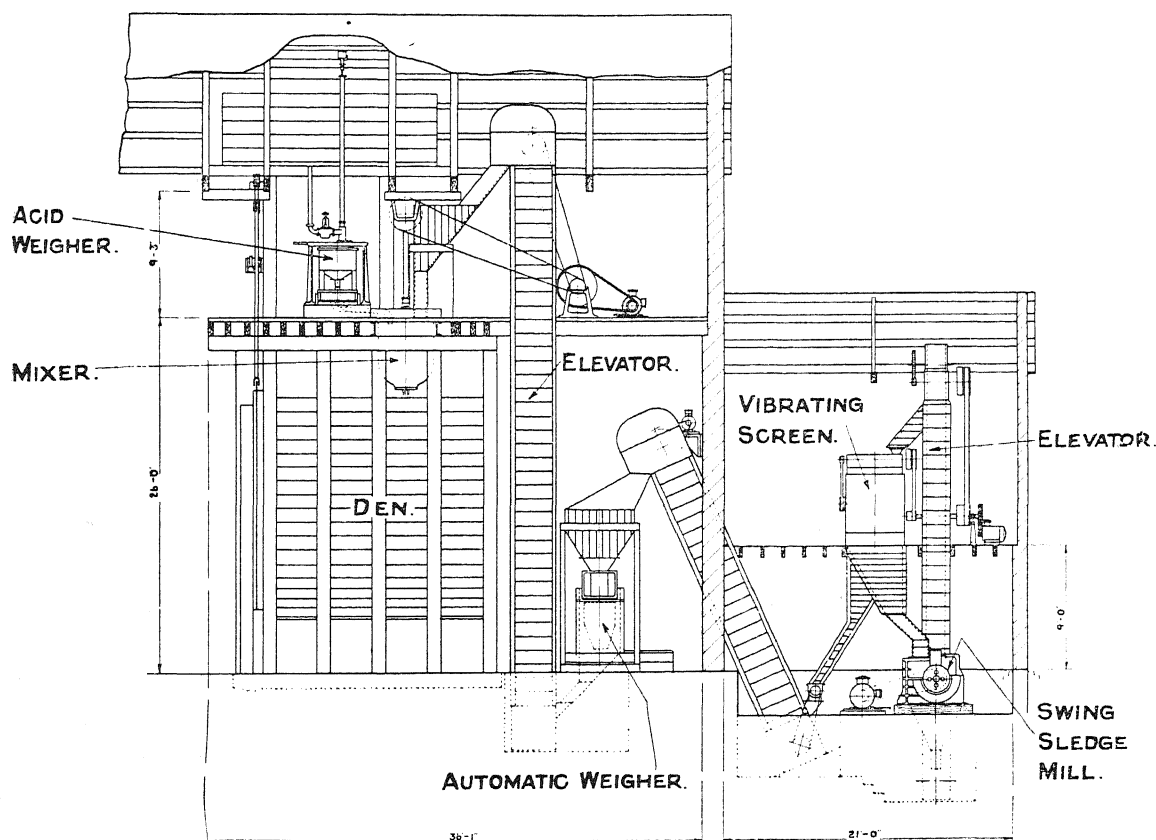 ACID
WEIGHER.
9'-3"
MIXER.
ELEVATOR.
VIBRATING
SCREEN.
ELEVATOR.
26'-0"
DEN.
9'-0"
SWING
SLEDGE
MILL.
AUTOMATIC WEIGHER.
36'-1"
21'-0"